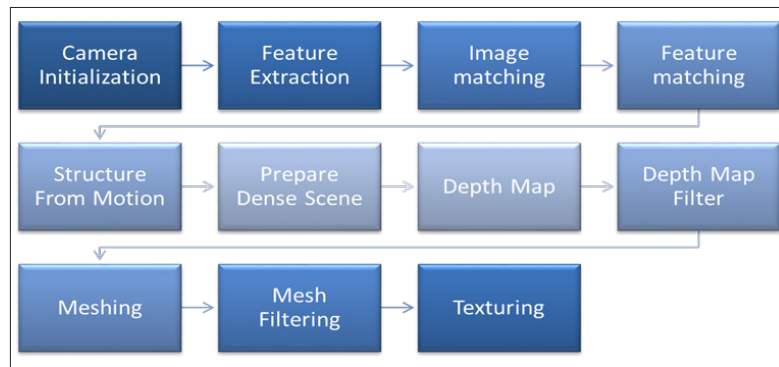 Camera
Initialization
Feature
Extraction
Image
matching
Feature
matching
Structure
From Motion
Prepare
Dense Scene
Depth Map
Depth Map
Filter
Meshing
Mesh
Filtering
Texturing